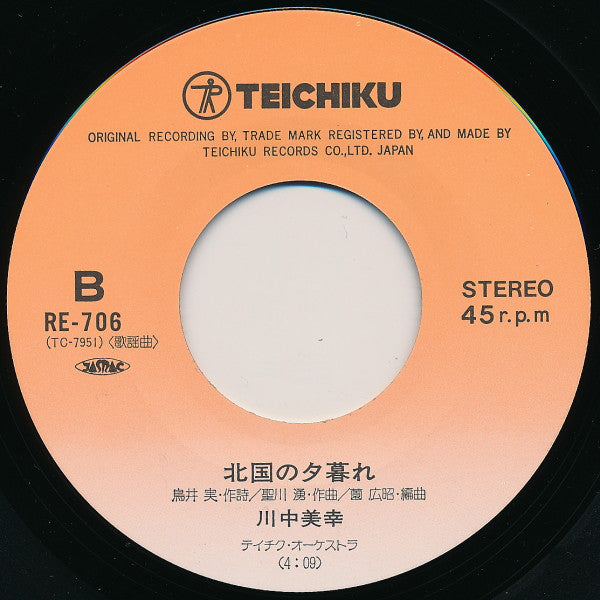 TEICHIKU
ORIGINAL RECORDING BY, TRADE MARK REGISTERED BY, AND MADE BY
TEICHIKU RECORDS CO.,LTD. JAPAN
B
RE-706
(TC-7951)〈歌謡曲〉
JASRAC
STEREO
45 r.p.m
北国の夕暮れ
鳥井 実・作詩／聖川 湧・作曲／薗 広昭・編曲
川中美幸
テイチク・オーケストラ
(4:09)